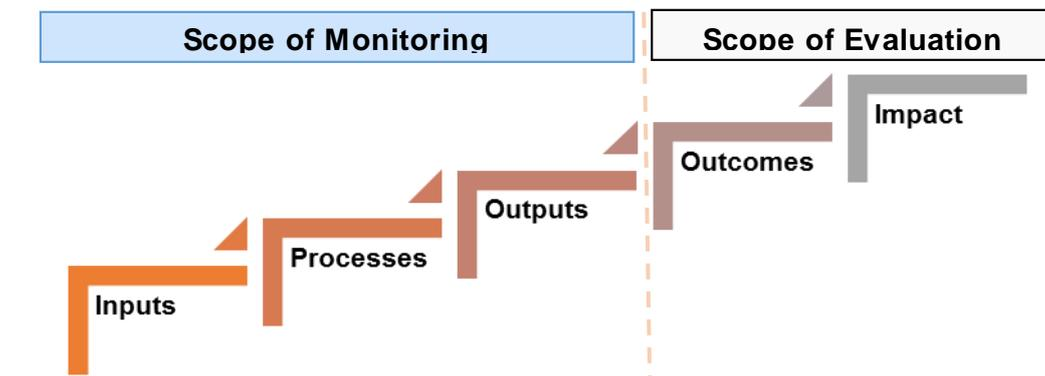 Scope of Monitoring
Scope of Evaluation
Impact
Outcomes
Outputs
Processes
Inputs